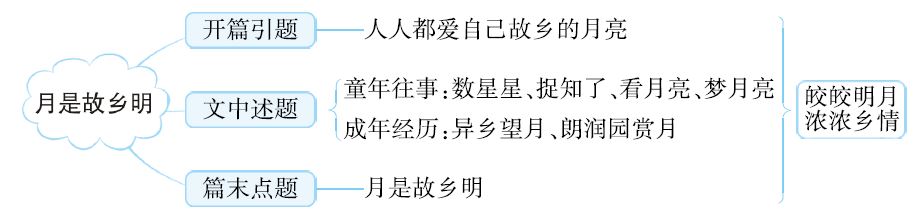 月是故乡明
开篇引题
人人都爱自己故乡的月亮
文中述题
童年往事:数星星、捉知了、看月亮、梦月亮
成年经历:异乡望月、朗润园赏月
篇末点题
月是故乡明
皎皎明月
浓浓乡情